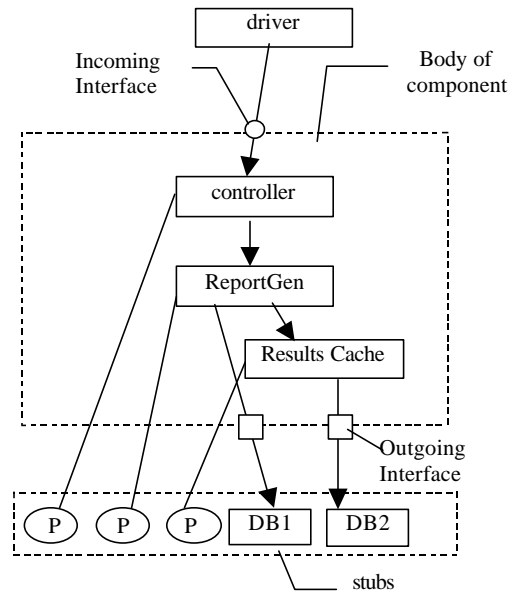 driver
Incoming
Interface
Body of
component
controller
ReportGen
Results Cache
Outgoing
Interface
P
P
P
DB1
DB2
stubs